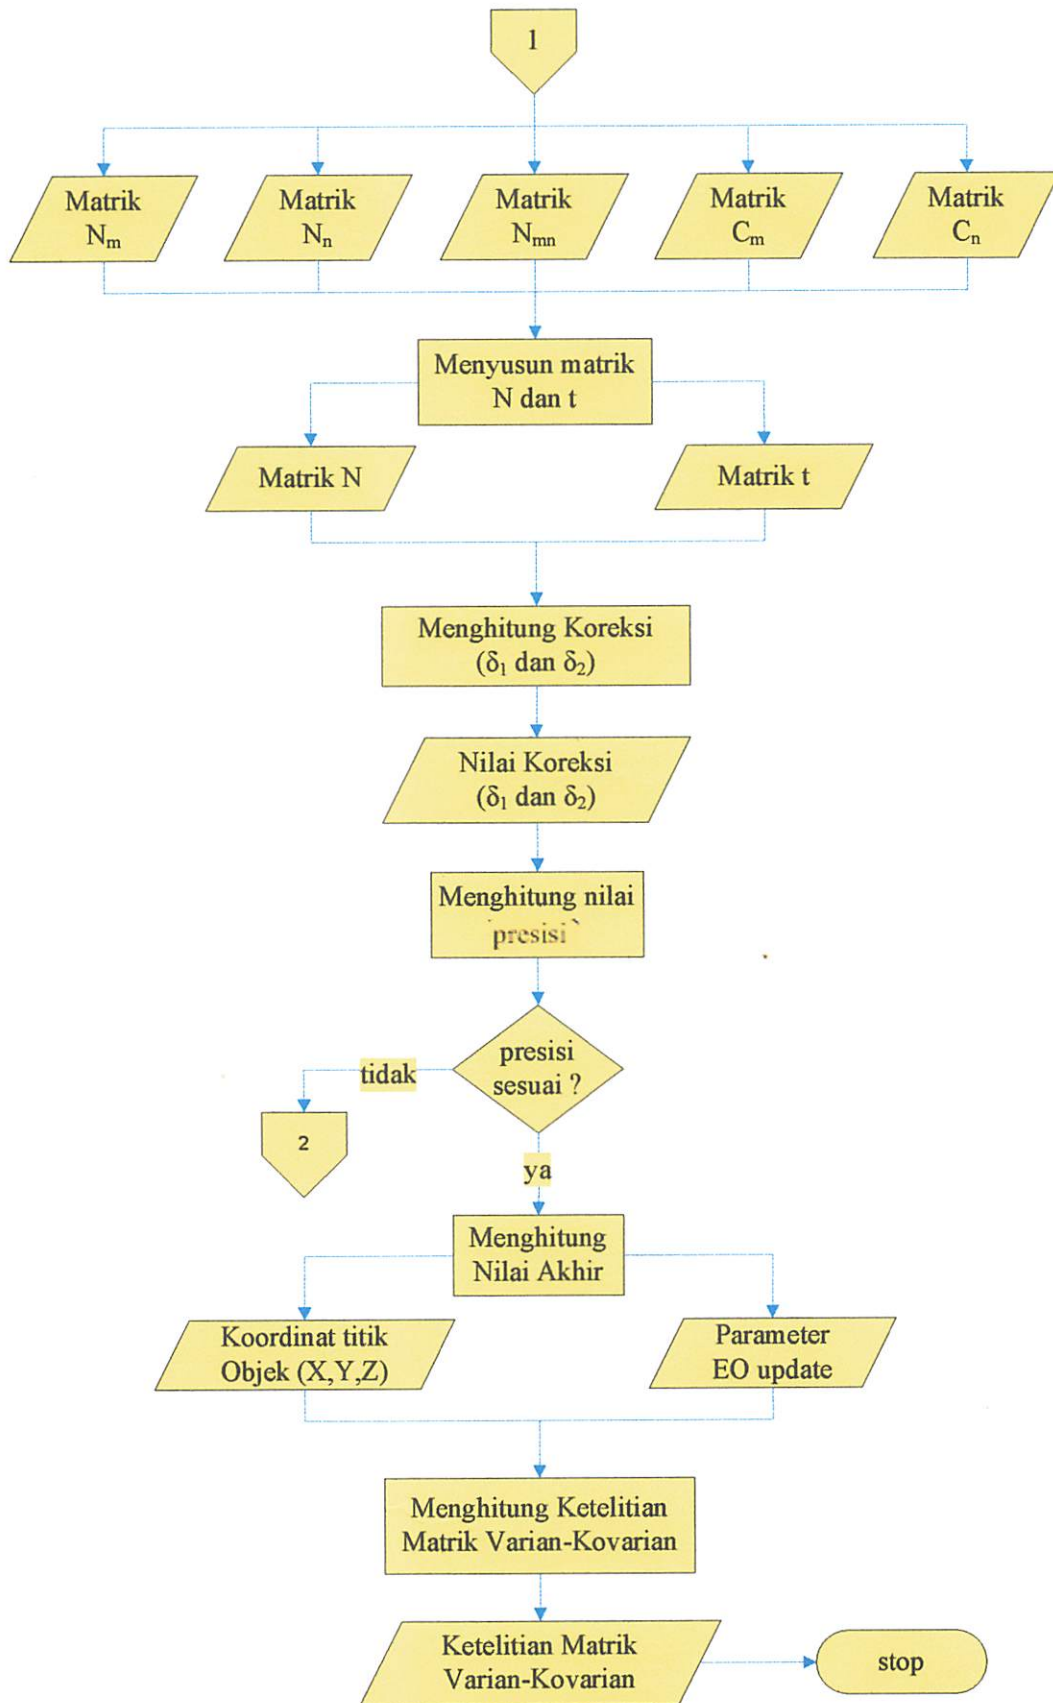 1
Matrik
Nₘ
Matrik
Nₙ
Matrik
Nₘₙ
Matrik
Cₘ
Matrik
Cₙ
Menyusun matrik
N dan t
Matrik N
Matrik t
Menghitung Koreksi
(δ₁ dan δ₂)
Nilai Koreksi
(δ₁ dan δ₂)
Menghitung nilai
presisi
presisi
sesuai ?
tidak
2
ya
Menghitung
Nilai Akhir
Koordinat titik
Objek (X,Y,Z)
Parameter
EO update
Menghitung Ketelitian
Matrik Varian-Kovarian
Ketelitian Matrik
Varian-Kovarian
stop